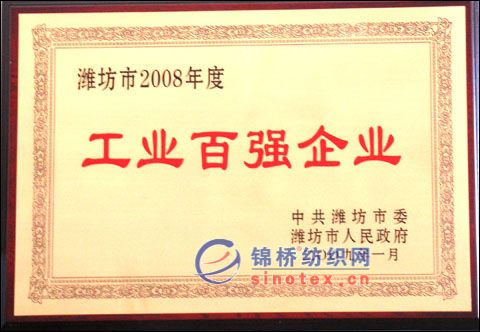 潍坊市2008年度
工业百强企业
中共潍坊市委
潍坊市人民政府
一月
锦桥纺织网
sinotex.cn